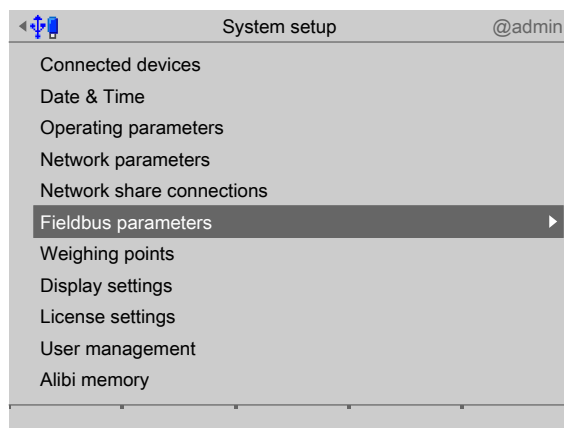 System setup @admin
Connected devices
Date & Time
Operating parameters
Network parameters
Network share connections
Fieldbus parameters
Weighing points
Display settings
License settings
User management
Alibi memory